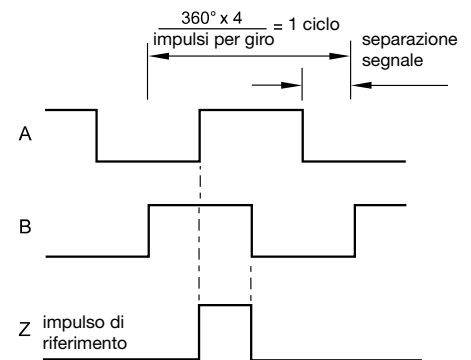 360° x 4
impulsi per giro
= 1 ciclo
separazione
segnale
A
B
Z
impulso di
riferimento